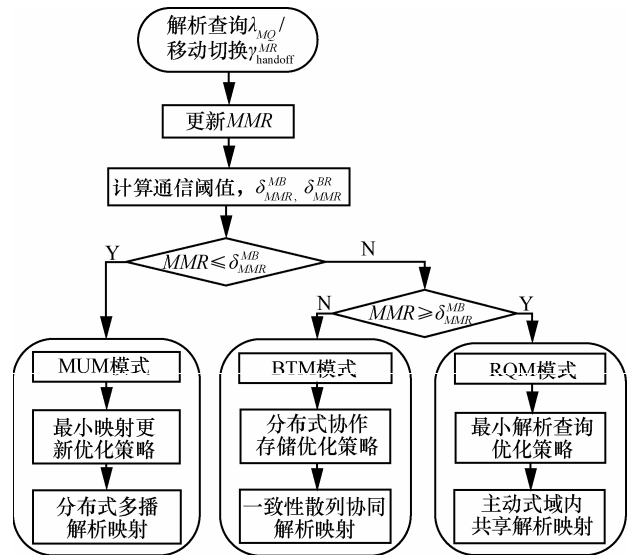 解析查询λ_MQ /
移动切换γ^MR_handoff
更新MMR
计算通信阈值，δ^MB_MMR, δ^BR_MMR
MMR≤δ^MB_MMR
Y
N
MMR≥δ^MB_MMR
N
Y
MUM模式
最小映射更
新优化策略
分布式多播
解析映射
BTM模式
分布式协作
存储优化策略
一致性散列协同
解析映射
RQM模式
最小解析查询
优化策略
主动式域内
共享解析映射